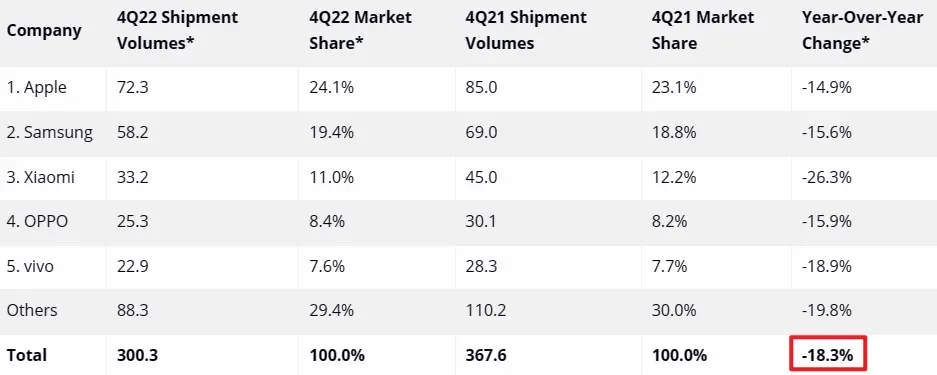 Company 4Q22 Shipment Volumes* 4Q22 Market Share* 4Q21 Shipment Volumes 4Q21 Market Share Year-Over-Year Change*
1. Apple 72.3 24.1% 85.0 23.1% -14.9%
2. Samsung 58.2 19.4% 69.0 18.8% -15.6%
3. Xiaomi 33.2 11.0% 45.0 12.2% -26.3%
4. OPPO 25.3 8.4% 30.1 8.2% -15.9%
5. vivo 22.9 7.6% 28.3 7.7% -18.9%
Others 88.3 29.4% 110.2 30.0% -19.8%
Total 300.3 100.0% 367.6 100.0% -18.3%